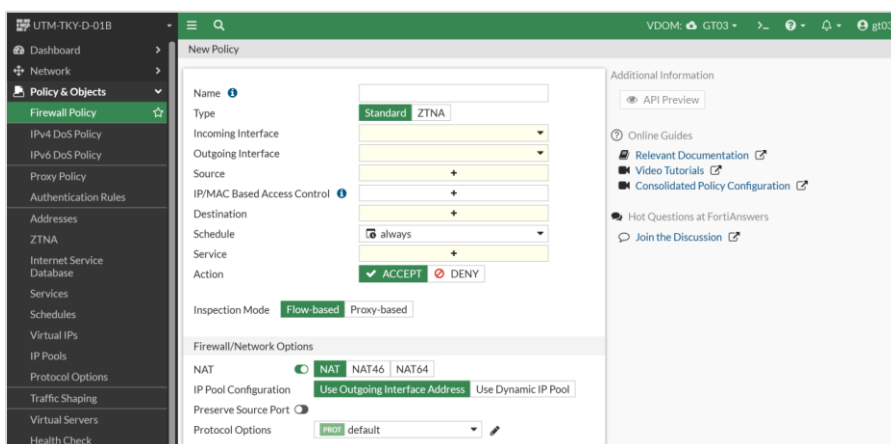 UTM-TKY-D-01B
VDOM: GT03
gt03
Dashboard
Network
Policy & Objects
Firewall Policy
IPv4 DoS Policy
IPv6 DoS Policy
Proxy Policy
Authentication Rules
Addresses
ZTNA
Internet Service
Database
Services
Schedules
Virtual IPs
IP Pools
Protocol Options
Traffic Shaping
Virtual Servers
Health Check
New Policy
Name
Type Standard ZTNA
Incoming Interface
Outgoing Interface
Source +
IP/MAC Based Access Control +
Destination +
Schedule always
Service +
Action ACCEPT DENY
Inspection Mode Flow-based Proxy-based
Firewall/Network Options
NAT NAT NAT46 NAT64
IP Pool Configuration Use Outgoing Interface Address Use Dynamic IP Pool
Preserve Source Port
Protocol Options PROT default
Additional Information
API Preview
Online Guides
Relevant Documentation
Video Tutorials
Consolidated Policy Configuration
Hot Questions at FortiAnswers
Join the Discussion